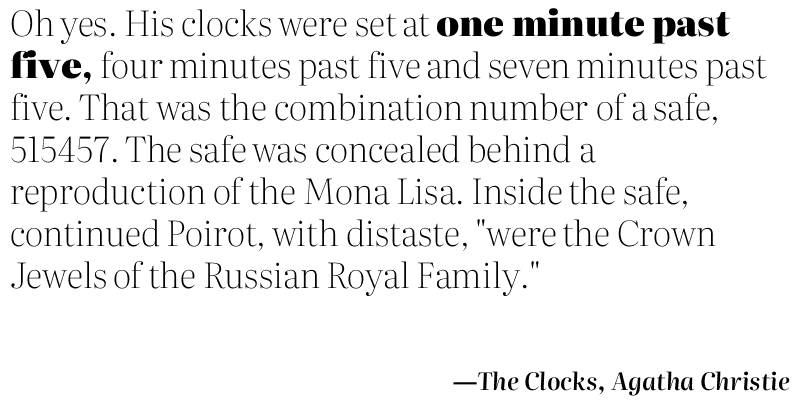 Oh yes. His clocks were set at one minute past
five, four minutes past five and seven minutes past
five. That was the combination number of a safe,
515457. The safe was concealed behind a
reproduction of the Mona Lisa. Inside the safe,
continued Poirot, with distaste, "were the Crown
Jewels of the Russian Royal Family."
—The Clocks, Agatha Christie